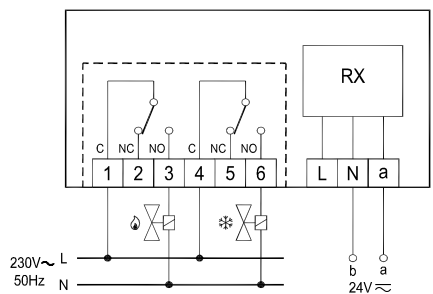 RX
C NC NO C NC NO
1 2 3 4 5 6 L N a
230V~ L
50Hz N
b a
24V ⎓